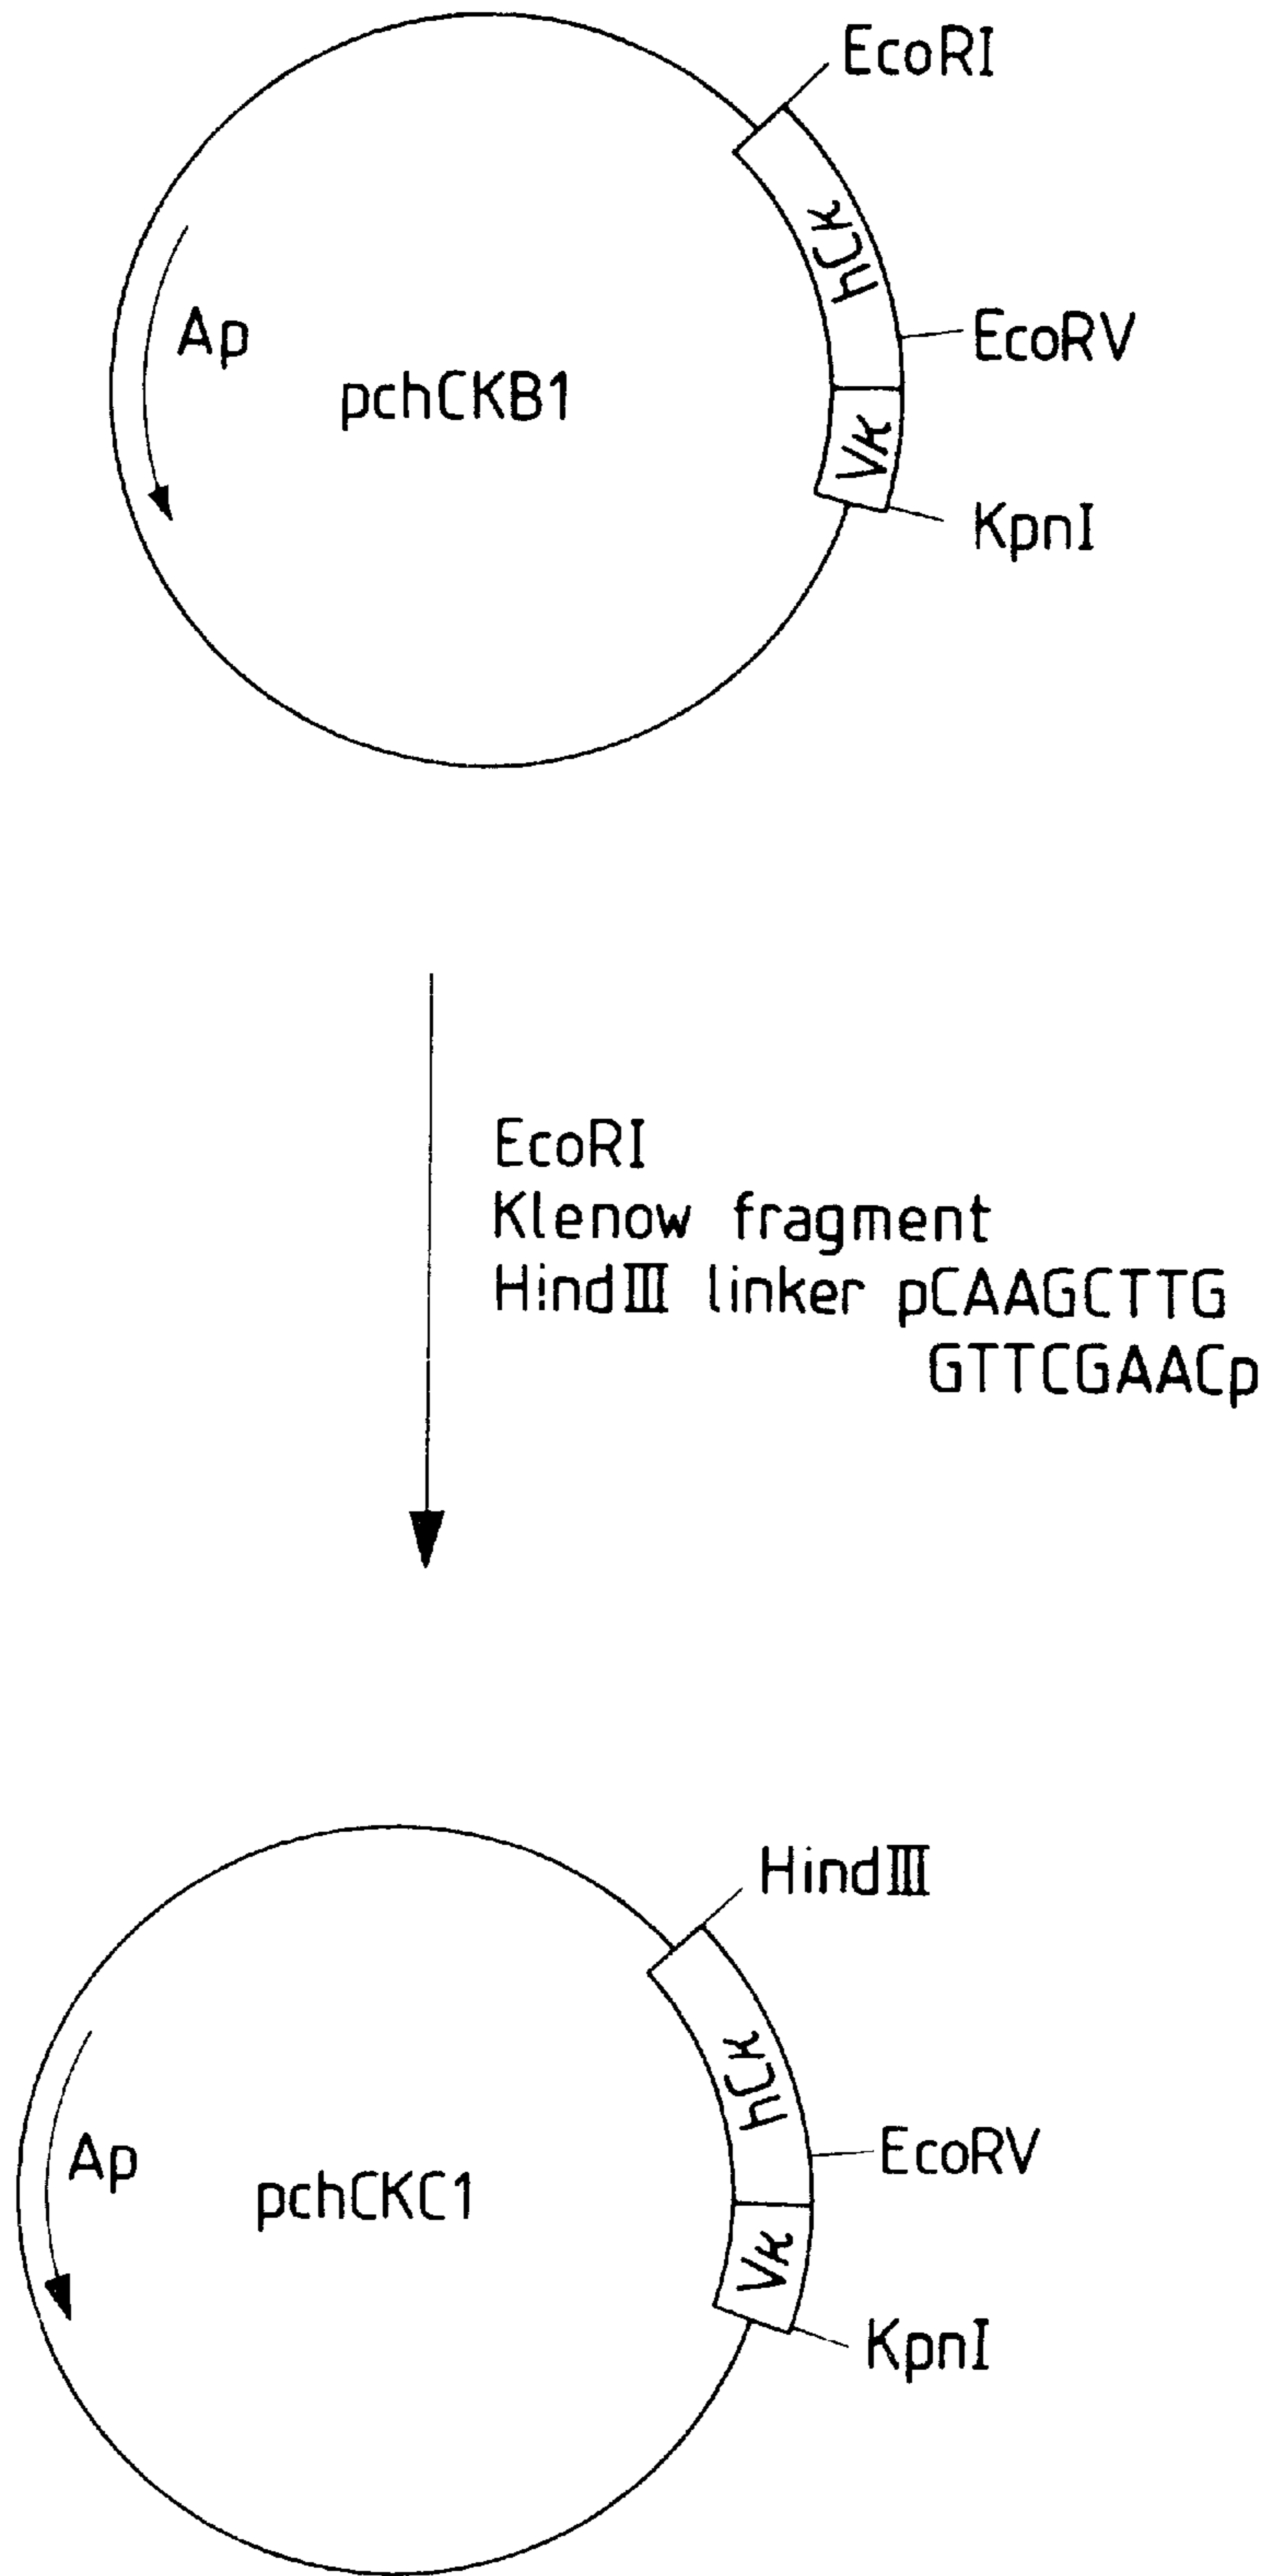 EcoRI
hCκ
Ap
EcoRV
pchCKB1
Vκ
KpnI
EcoRI
Klenow fragment
HindIII linker pCAAGCTTG
GTTCGAACp
HindIII
hCκ
Ap
EcoRV
pchCKC1
Vκ
KpnI